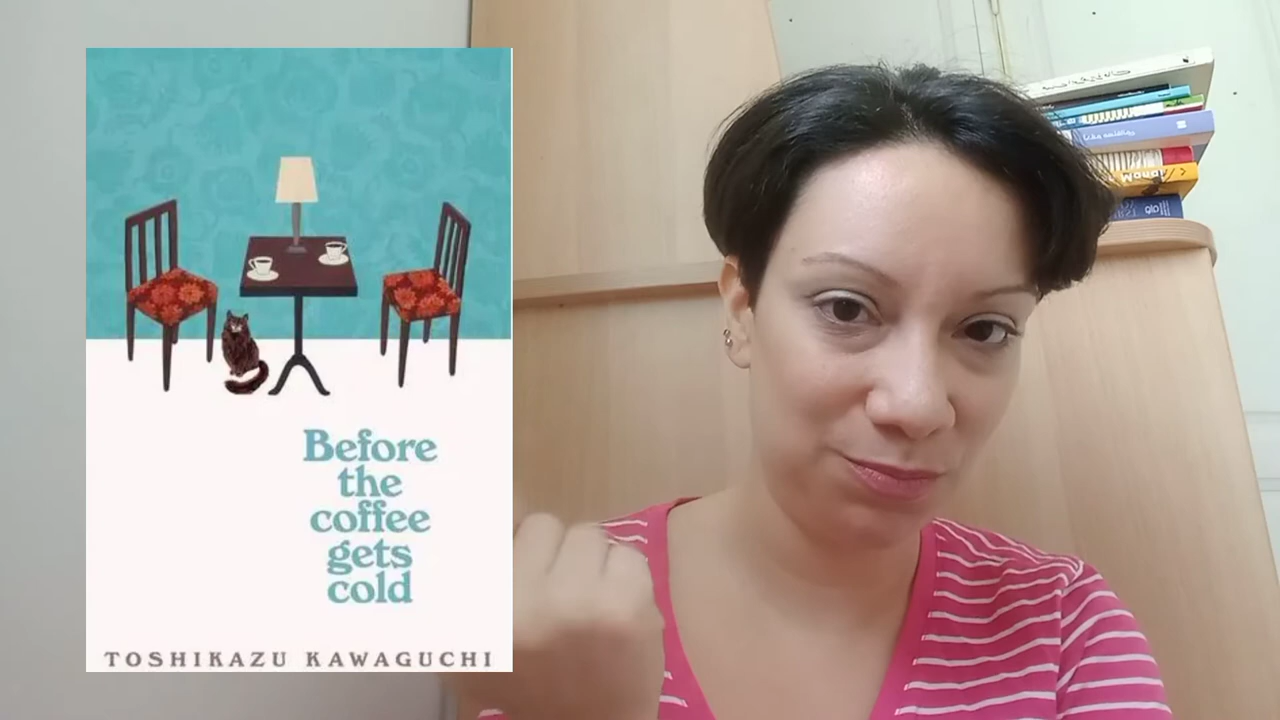 Before
the
coffee
gets
cold
TOSHIKAZU KAWAGUCHI